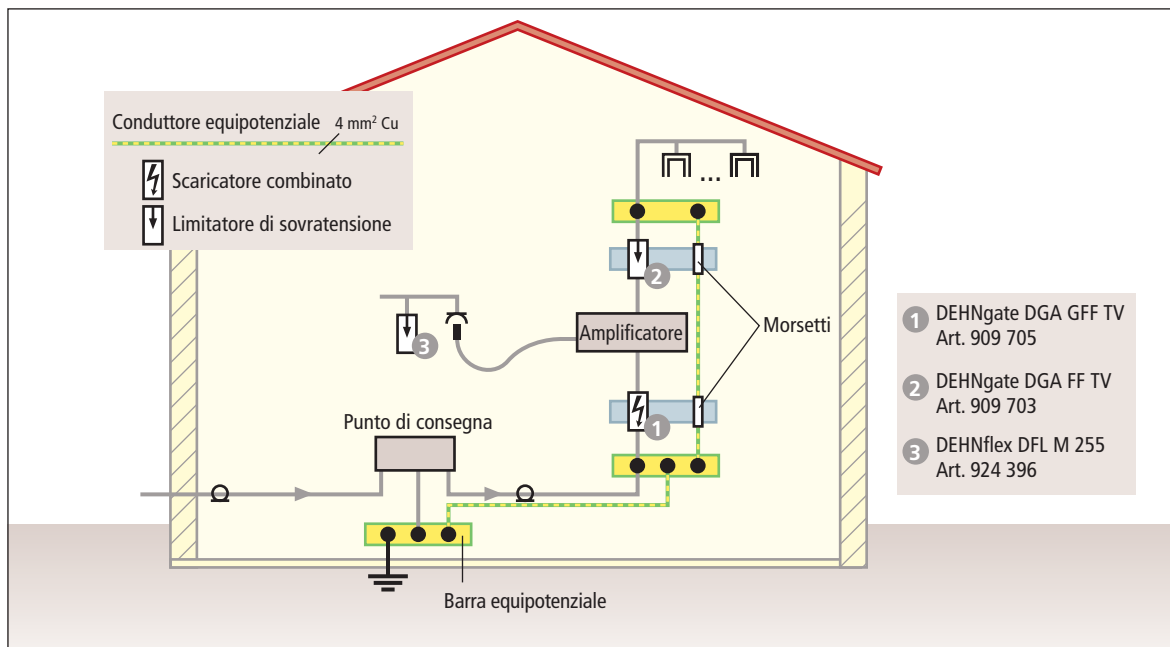 Conduttore equipotenziale 4 mm² Cu
Scaricatore combinato
Limitatore di sovratensione
...
2
Amplificatore
Morsetti
3
1
Punto di consegna
Barra equipotenziale
1 DEHNgate DGA GFF TV
Art. 909 705
2 DEHNgate DGA FF TV
Art. 909 703
3 DEHNflex DFL M 255
Art. 924 396